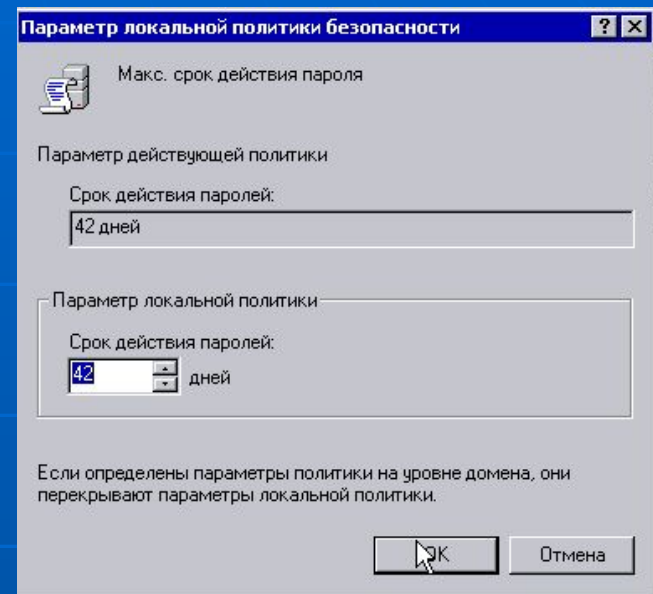 Параметр локальной политики безопасности
Макс. срок действия пароля
Параметр действующей политики
Срок действия паролей:
42 дней
Параметр локальной политики
Срок действия паролей:
42 дней
Если определены параметры политики на уровне домена, они
перекрывают параметры локальной политики.
OK Отмена